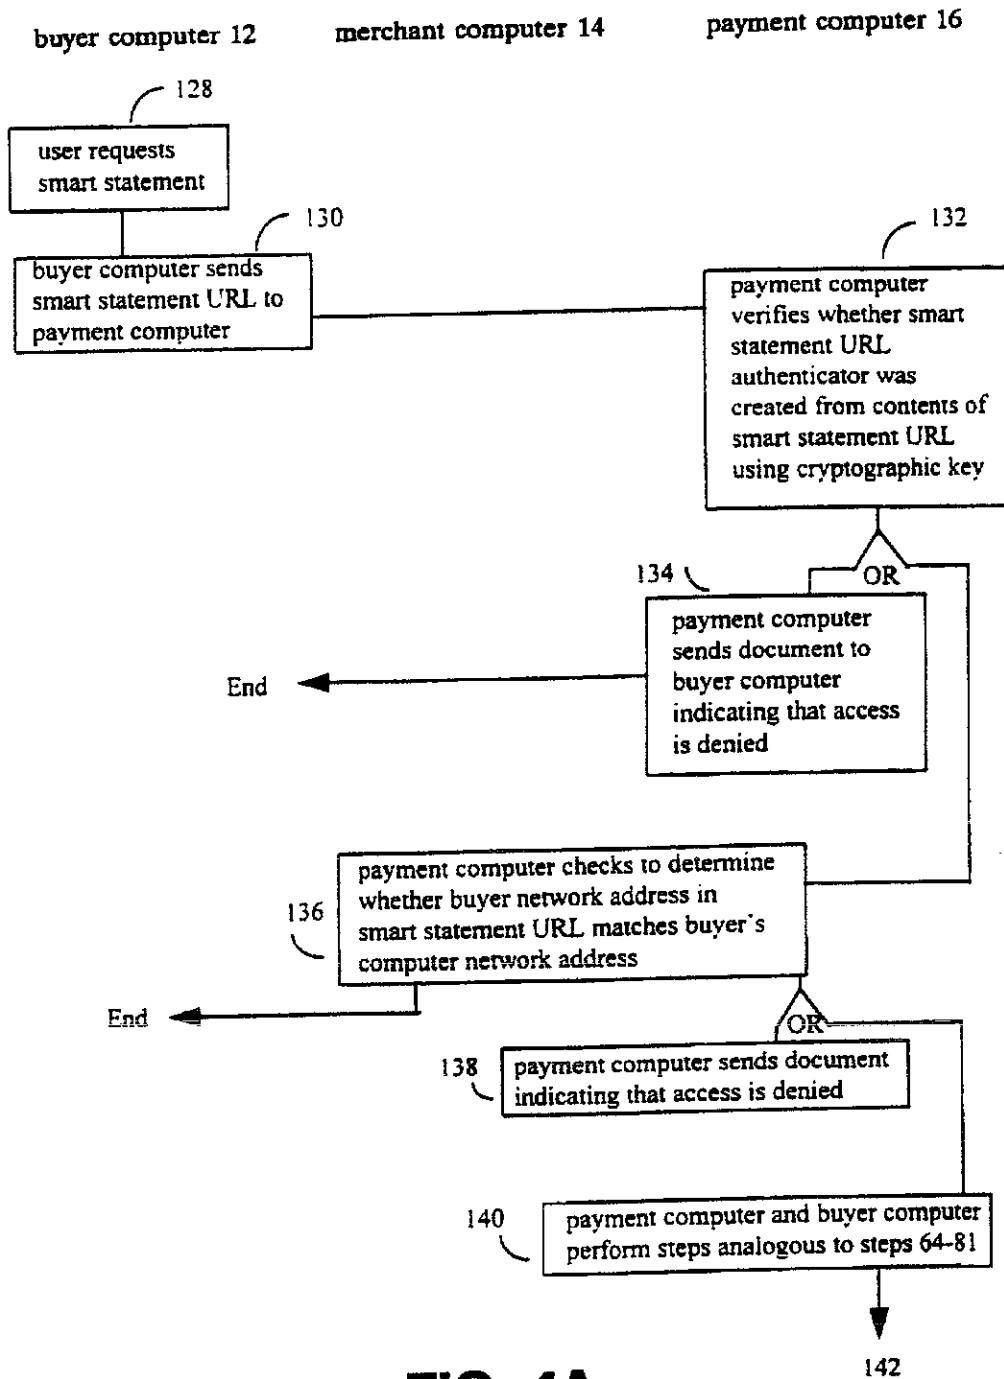 buyer computer 12
merchant computer 14
payment computer 16
128
user requests
smart statement
130
buyer computer sends
smart statement URL to
payment computer
132
payment computer
verifies whether smart
statement URL
authenticator was
created from contents of
smart statement URL
using cryptographic key
OR
134
payment computer
sends document to
buyer computer
indicating that access
is denied
End
136
payment computer checks to determine
whether buyer network address in
smart statement URL matches buyer's
computer network address
End
OR
138
payment computer sends document
indicating that access is denied
140
payment computer and buyer computer
perform steps analogous to steps 64-81
142
FIG. 4A